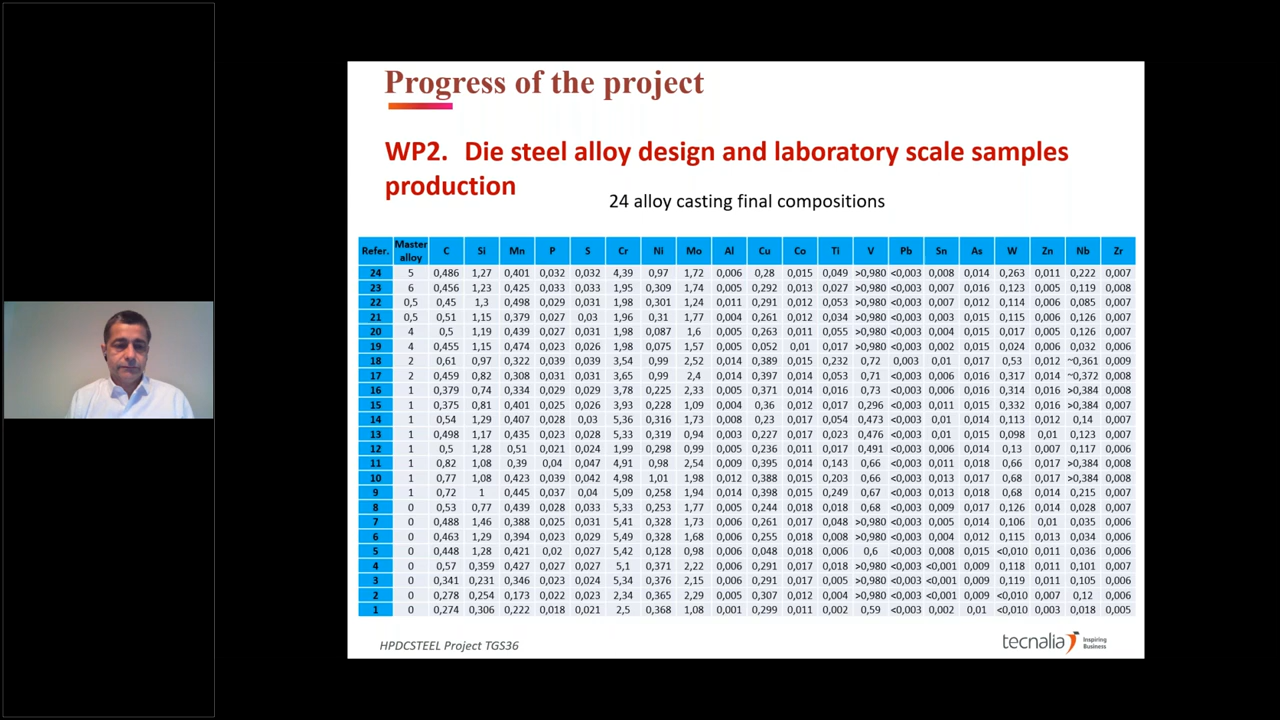 Progress of the project
WP2. Die steel alloy design and laboratory scale samples
production
24 alloy casting final compositions
Refer. Master alloy C Si Mn P S Cr Ni Mo Al Cu Co Ti V Pb Sn As W Zn Nb Zr
24 5 0,486 1,27 0,401 0,032 0,032 4,39 0,97 1,72 0,006 0,28 0,015 0,049 >0,980 <0,003 0,008 0,014 0,263 0,011 0,222 0,007
23 6 0,456 1,23 0,425 0,033 0,033 1,95 0,309 1,74 0,005 0,292 0,013 0,027 >0,980 <0,003 0,007 0,016 0,123 0,005 0,119 0,008
22 0,5 0,45 1,3 0,498 0,029 0,031 1,98 0,301 1,24 0,011 0,291 0,011 0,053 >0,980 <0,003 0,007 0,012 0,114 0,006 0,085 0,007
21 0,5 0,51 1,15 0,379 0,027 0,03 1,96 0,31 1,77 0,004 0,261 0,012 0,034 >0,980 <0,003 0,003 0,015 0,115 0,006 0,126 0,007
20 4 0,5 1,19 0,439 0,027 0,031 1,98 0,087 1,6 0,005 0,263 0,011 0,055 >0,980 <0,003 0,004 0,015 0,017 0,005 0,126 0,007
19 4 0,455 1,15 0,474 0,023 0,026 1,98 0,075 1,57 0,005 0,052 0,01 0,017 >0,980 <0,003 0,002 0,015 0,024 0,006 0,032 0,006
18 2 0,61 0,97 0,322 0,039 0,039 3,54 0,99 2,52 0,014 0,389 0,015 0,232 0,72 0,003 0,01 0,017 0,53 0,012 ~0,361 0,009
17 2 0,459 0,82 0,308 0,031 0,031 3,65 0,99 2,4 0,014 0,397 0,014 0,053 0,71 <0,003 0,006 0,016 0,317 0,014 ~0,372 0,008
16 1 0,379 0,74 0,334 0,029 0,029 3,78 0,225 2,33 0,005 0,371 0,014 0,016 0,73 <0,003 0,006 0,016 0,314 0,016 >0,384 0,008
15 1 0,375 0,81 0,401 0,025 0,026 3,93 0,228 1,09 0,004 0,36 0,012 0,017 0,296 <0,003 0,011 0,015 0,332 0,016 >0,384 0,007
14 1 0,54 1,29 0,407 0,028 0,03 5,36 0,316 1,73 0,008 0,23 0,017 0,054 0,473 <0,003 0,01 0,014 0,113 0,012 0,14 0,007
13 1 0,498 1,17 0,435 0,023 0,028 5,33 0,319 0,94 0,003 0,227 0,017 0,023 0,476 <0,003 0,01 0,015 0,098 0,01 0,123 0,007
12 1 0,5 1,28 0,51 0,021 0,024 1,99 0,298 0,99 0,005 0,236 0,011 0,017 0,491 <0,003 0,006 0,014 0,13 0,007 0,117 0,006
11 1 0,82 1,08 0,39 0,04 0,047 4,91 0,98 2,54 0,009 0,395 0,014 0,143 0,66 <0,003 0,011 0,018 0,66 0,017 >0,384 0,008
10 1 0,77 1,08 0,423 0,039 0,042 4,98 1,01 1,98 0,012 0,388 0,015 0,203 0,66 <0,003 0,013 0,017 0,68 0,017 >0,384 0,008
9 1 0,72 1 0,445 0,037 0,04 5,09 0,258 1,94 0,014 0,398 0,015 0,249 0,67 <0,003 0,013 0,018 0,68 0,014 0,215 0,007
8 0 0,53 0,77 0,439 0,028 0,033 5,33 0,253 1,77 0,005 0,244 0,018 0,018 0,68 <0,003 0,009 0,017 0,126 0,014 0,028 0,007
7 0 0,488 1,46 0,388 0,025 0,031 5,41 0,328 1,73 0,006 0,261 0,017 0,048 >0,980 <0,003 0,005 0,014 0,106 0,01 0,035 0,006
6 0 0,463 1,29 0,394 0,023 0,029 5,49 0,328 1,68 0,006 0,255 0,018 0,008 >0,980 <0,003 0,004 0,012 0,115 0,013 0,034 0,006
5 0 0,448 1,28 0,421 0,02 0,027 5,42 0,128 0,98 0,006 0,048 0,018 0,006 0,6 <0,003 0,008 0,015 <0,010 0,011 0,036 0,006
4 0 0,57 0,359 0,427 0,027 0,027 5,1 0,371 2,22 0,006 0,291 0,017 0,018 >0,980 <0,003 <0,001 0,009 0,118 0,011 0,101 0,007
3 0 0,341 0,231 0,346 0,023 0,024 5,34 0,376 2,15 0,006 0,291 0,017 0,005 >0,980 <0,003 <0,001 0,009 0,119 0,011 0,105 0,006
2 0 0,278 0,254 0,173 0,022 0,023 2,34 0,365 2,29 0,005 0,307 0,012 0,004 >0,980 <0,003 <0,001 0,009 <0,010 0,007 0,12 0,006
1 0 0,274 0,306 0,222 0,018 0,021 2,5 0,368 1,08 0,001 0,299 0,011 0,002 0,59 <0,003 0,002 0,01 <0,010 0,003 0,018 0,005
HPDCSTEEL Project TGS36
tecnalia Inspiring
Business